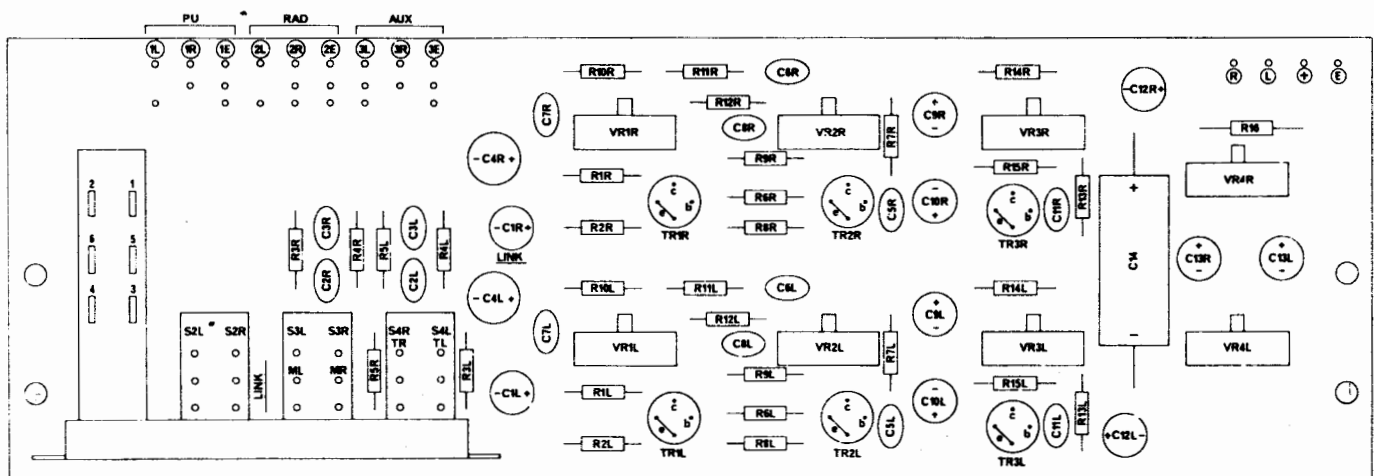 PU RAD AUX
1L 1R 1E 2L 2R 2E 3L 3R 3E
R L + E
R10R R11R C6R R14R
-C12R+
R12R
C7R C9R + -
VR1R C8R VR2R R7R VR3R R16
-C4R+ R9R R15R
R1R VR4R
2 1 c b e R6R c b e C10R - + c b e R13R +
C5R C11R
C3R C3L -C1R+ R2R TR1R R8R TR2R TR3R
R3R R4R R5L R4L LINK C14 C13R + - C13L + -
6 5
C2R C2L -C4L+ R10L R11L C6L R14L
4 3
R12L C9L + -
S2L S2R S3L S3R S4R TR S4L TL C7L VR1L C8L VR2L R7L VR3L - VR4L
ML MR R5R R3L
LINK R9L R15L
-C1L+ R1L C10L - +
c b e R6L c b e C5L c b e C11L R13L
+C12L-
R2L TR1L R8L TR2L TR3L